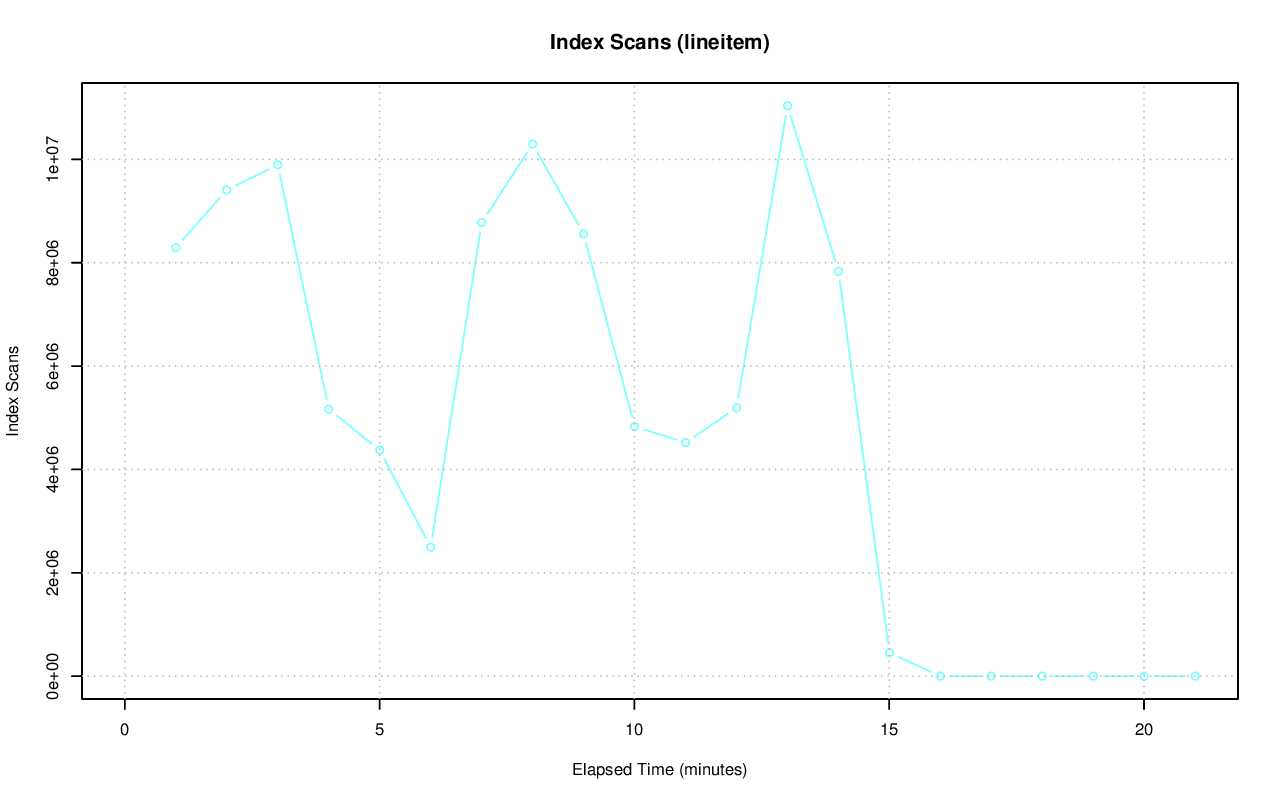 Index Scans (lineitem)
1e+07
8e+06
6e+06
4e+06
2e+06
0e+00
Index Scans
0 5 10 15 20
Elapsed Time (minutes)